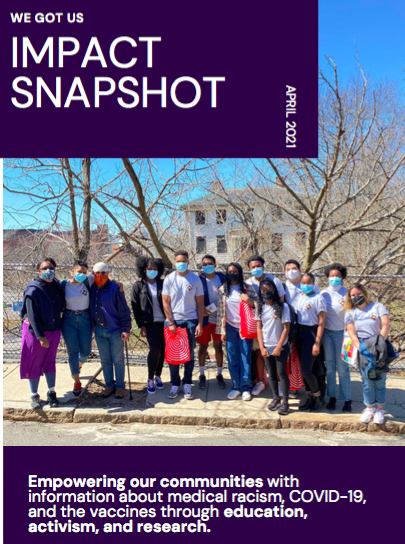 WE GOT US
IMPACT
SNAPSHOT
APRIL 2021
Empowering our communities with
information about medical racism, COVID-19,
and the vaccines through education,
activism, and research.